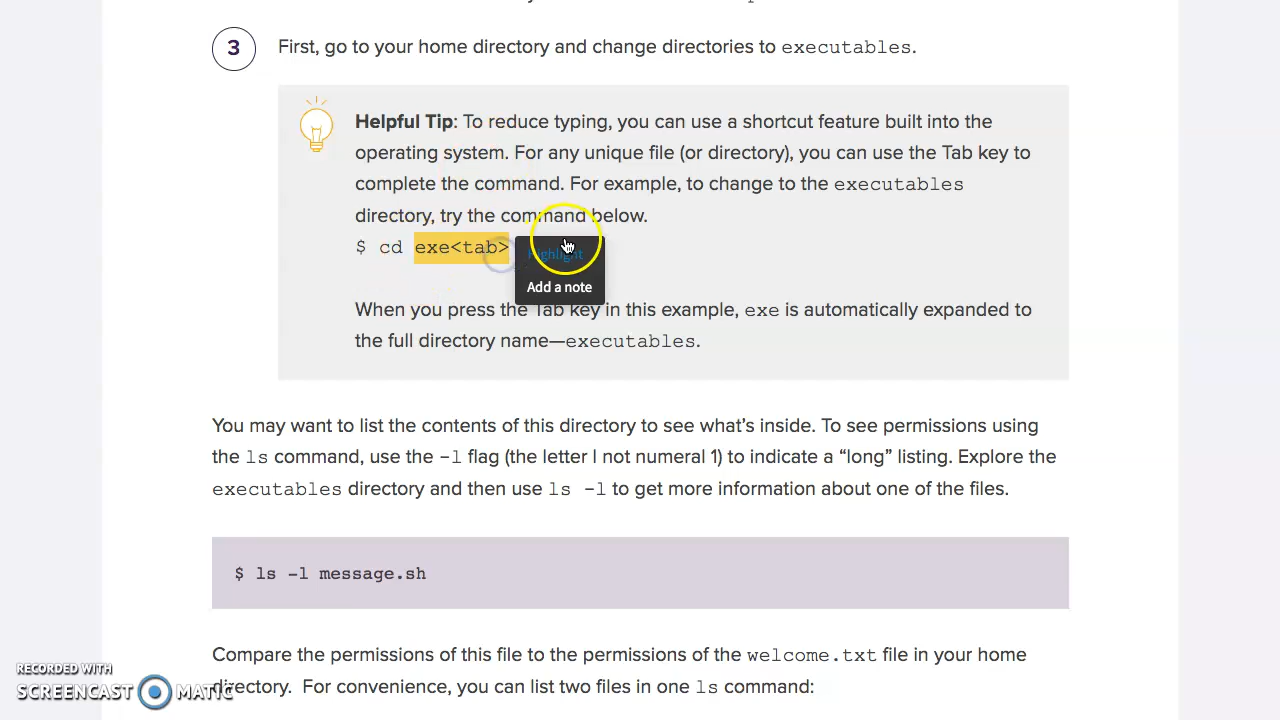 3
First, go to your home directory and change directories to executables.
Helpful Tip: To reduce typing, you can use a shortcut feature built into the
operating system. For any unique file (or directory), you can use the Tab key to
complete the command. For example, to change to the executables
directory, try the command below.
$ cd exe<tab>
Highlight
Add a note
When you press the Tab key in this example, exe is automatically expanded to
the full directory name—executables.
You may want to list the contents of this directory to see what's inside. To see permissions using
the ls command, use the -l flag (the letter l not numeral 1) to indicate a “long” listing. Explore the
executables directory and then use ls -l to get more information about one of the files.
$ ls -l message.sh
Compare the permissions of this file to the permissions of the welcome.txt file in your home
directory. For convenience, you can list two files in one ls command:
RECORDED WITH
SCREENCAST MATIC